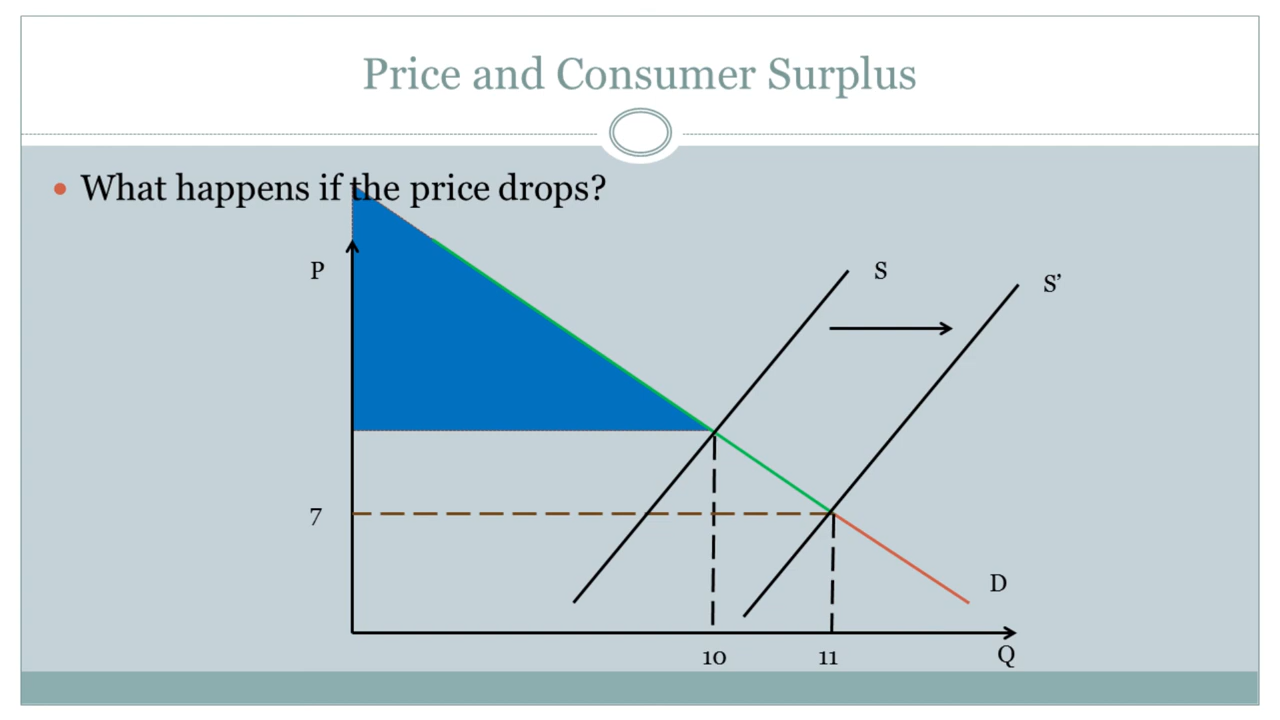 Price and Consumer Surplus
What happens if the price drops?
P
S
S’
7
D
10
11
Q